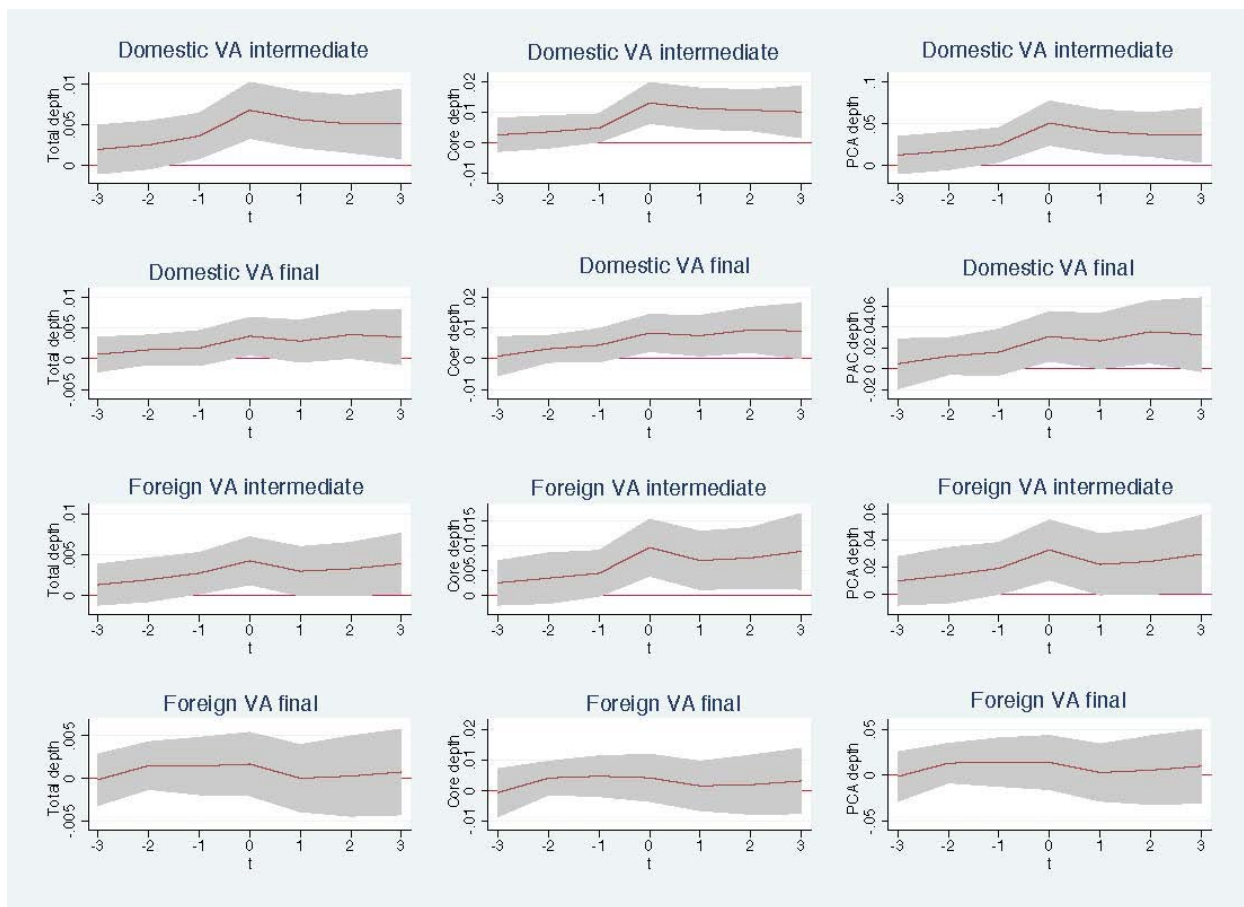 Domestic VA intermediate
Total depth
0 .005 .01
-3 -2 -1 0 1 2 3
t
Domestic VA intermediate
Core depth
-.01 0 .01 .02
-3 -2 -1 0 1 2 3
t
Domestic VA intermediate
PCA depth
0 .05 .1
-3 -2 -1 0 1 2 3
t
Domestic VA final
Total depth
-.005 0 .005 .01
-3 -2 -1 0 1 2 3
t
Domestic VA final
Coer depth
-.01 0 .01 .02
-3 -2 -1 0 1 2 3
t
Domestic VA final
PAC depth
-.02 0 .02 .04 .06
-3 -2 -1 0 1 2 3
t
Foreign VA intermediate
Total depth
0 .005 .01
-3 -2 -1 0 1 2 3
t
Foreign VA intermediate
Core depth
0 .005 .01 .015
-3 -2 -1 0 1 2 3
t
Foreign VA intermediate
PCA depth
0 .02 .04 .06
-3 -2 -1 0 1 2 3
t
Foreign VA final
Total depth
-.005 0 .005
-3 -2 -1 0 1 2 3
t
Foreign VA final
Core depth
-.01 0 .01 .02
-3 -2 -1 0 1 2 3
t
Foreign VA final
PCA depth
-.05 0 .05
-3 -2 -1 0 1 2 3
t